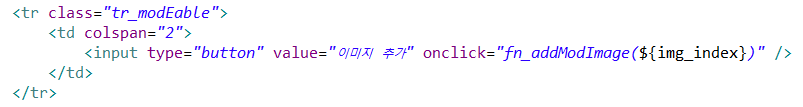 <tr class="tr_modEable">
<td colspan="2">
<input type="button" value="이미지 추가" onclick="fn_addModImage(${img_index})" />
</td>
</tr>